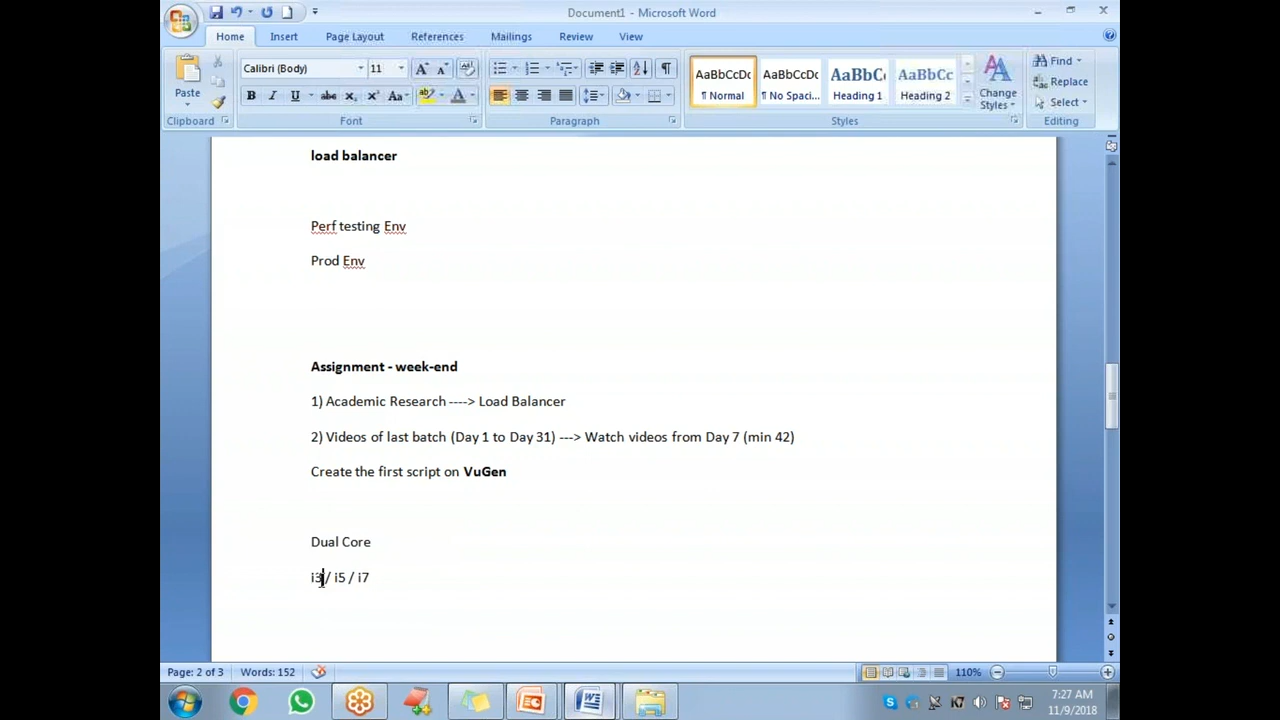 Document1 - Microsoft Word
Home Insert Page Layout References Mailings Review View
Calibri (Body) 11
AaBbCcDc AaBbCcDc AaBbC AaBbCc
¶ Normal ¶ No Spaci... Heading 1 Heading 2
Paste
Change Styles
Find
Replace
Select
Clipboard Font Paragraph Styles Editing
load balancer
Perf testing Env
Prod Env
Assignment - week-end
1) Academic Research ----> Load Balancer
2) Videos of last batch (Day 1 to Day 31) ---> Watch videos from Day 7 (min 42)
Create the first script on VuGen
Dual Core
i3 / i5 / i7
Page: 2 of 3 Words: 152 110%
7:27 AM
11/9/2018